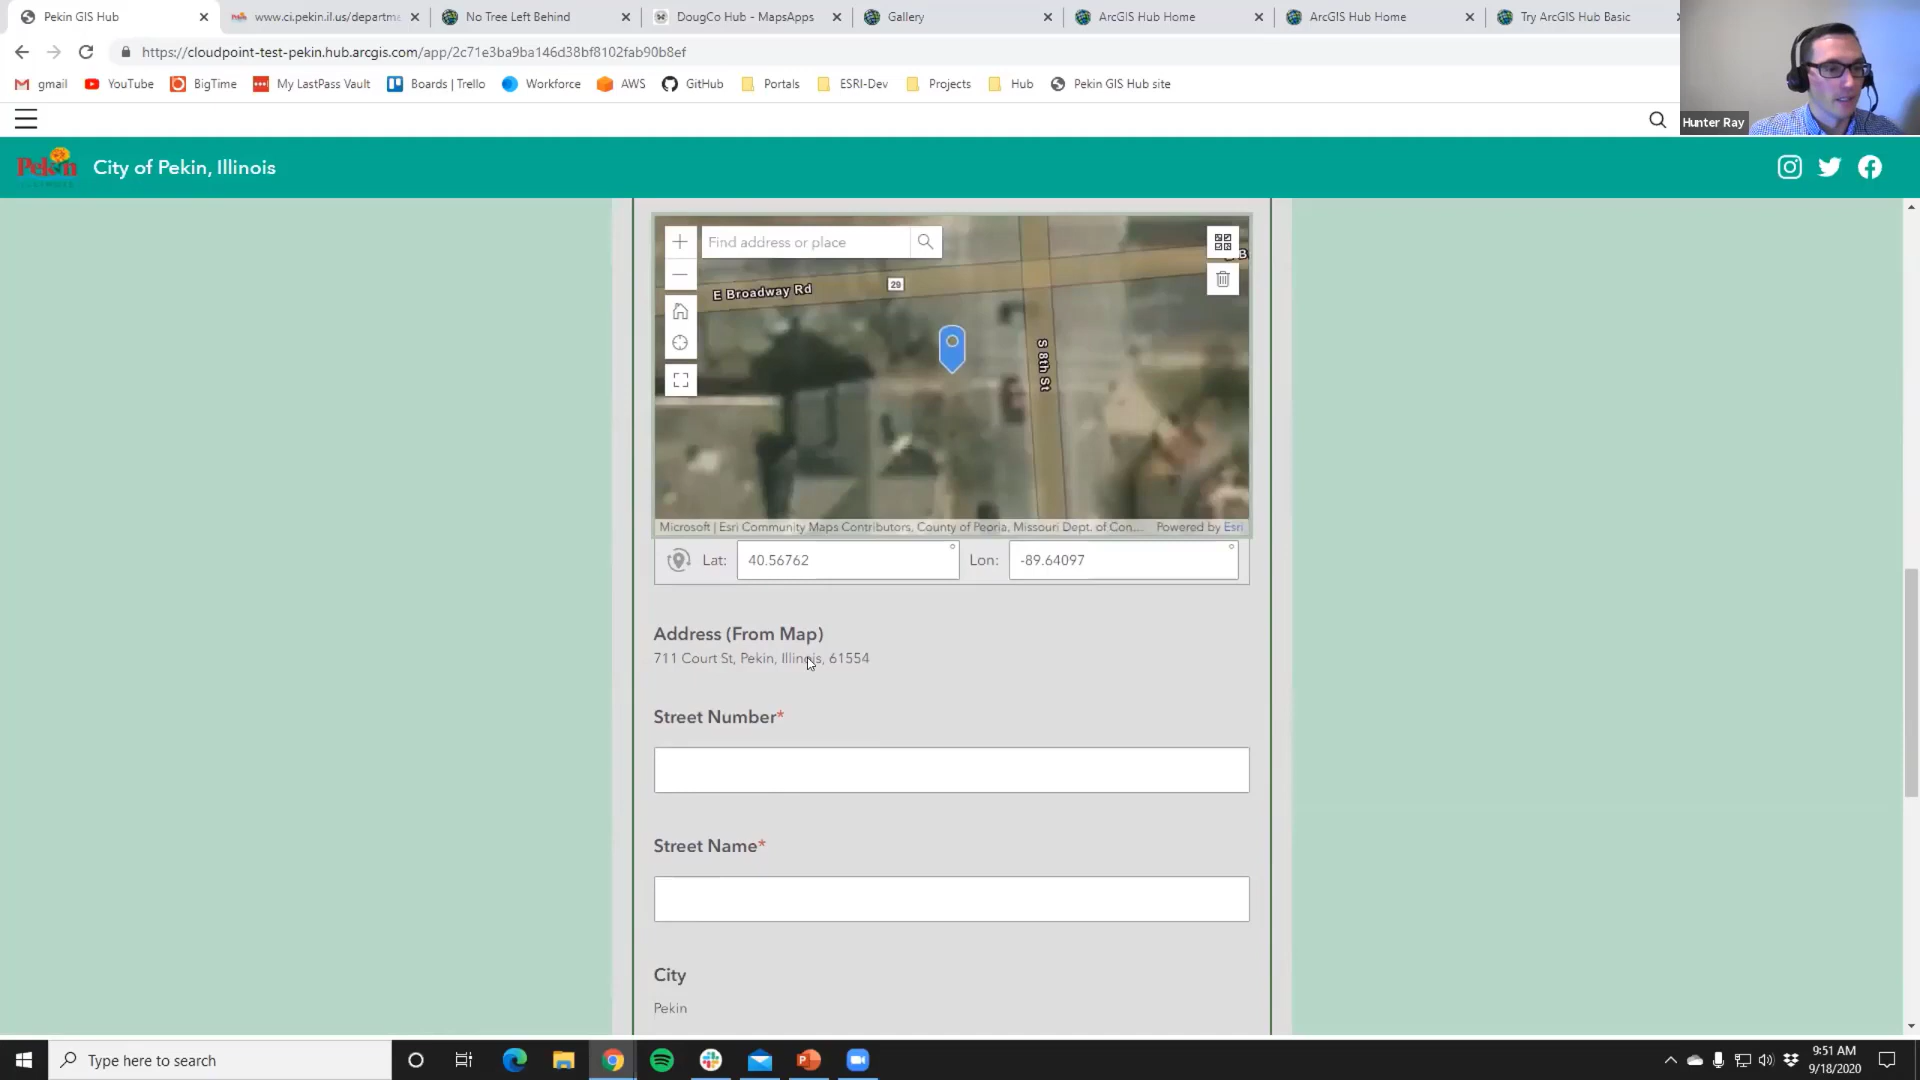 Pekin GIS Hub
www.ci.pekin.il.us/departme
No Tree Left Behind
DougCo Hub - MapsApps
Gallery
ArcGIS Hub Home
ArcGIS Hub Home
Try ArcGIS Hub Basic
https://cloudpoint-test-pekin.hub.arcgis.com/app/2c71e3ba9ba146d38bf8102fab90b8ef
gmail
YouTube
BigTime
My LastPass Vault
Boards | Trello
Workforce
AWS
GitHub
Portals
ESRI-Dev
Projects
Hub
Pekin GIS Hub site
Hunter Ray
Pekin
City of Pekin, Illinois
Find address or place
E Broadway Rd
29
B
S 8th St
Microsoft | Esri Community Maps Contributors, County of Peoria, Missouri Dept. of Con...
Powered by Esri
Lat:
40.56762
Lon:
-89.64097
Address (From Map)
711 Court St, Pekin, Illinois, 61554
Street Number*
Street Name*
City
Pekin
Type here to search
9:51 AM
9/18/2020